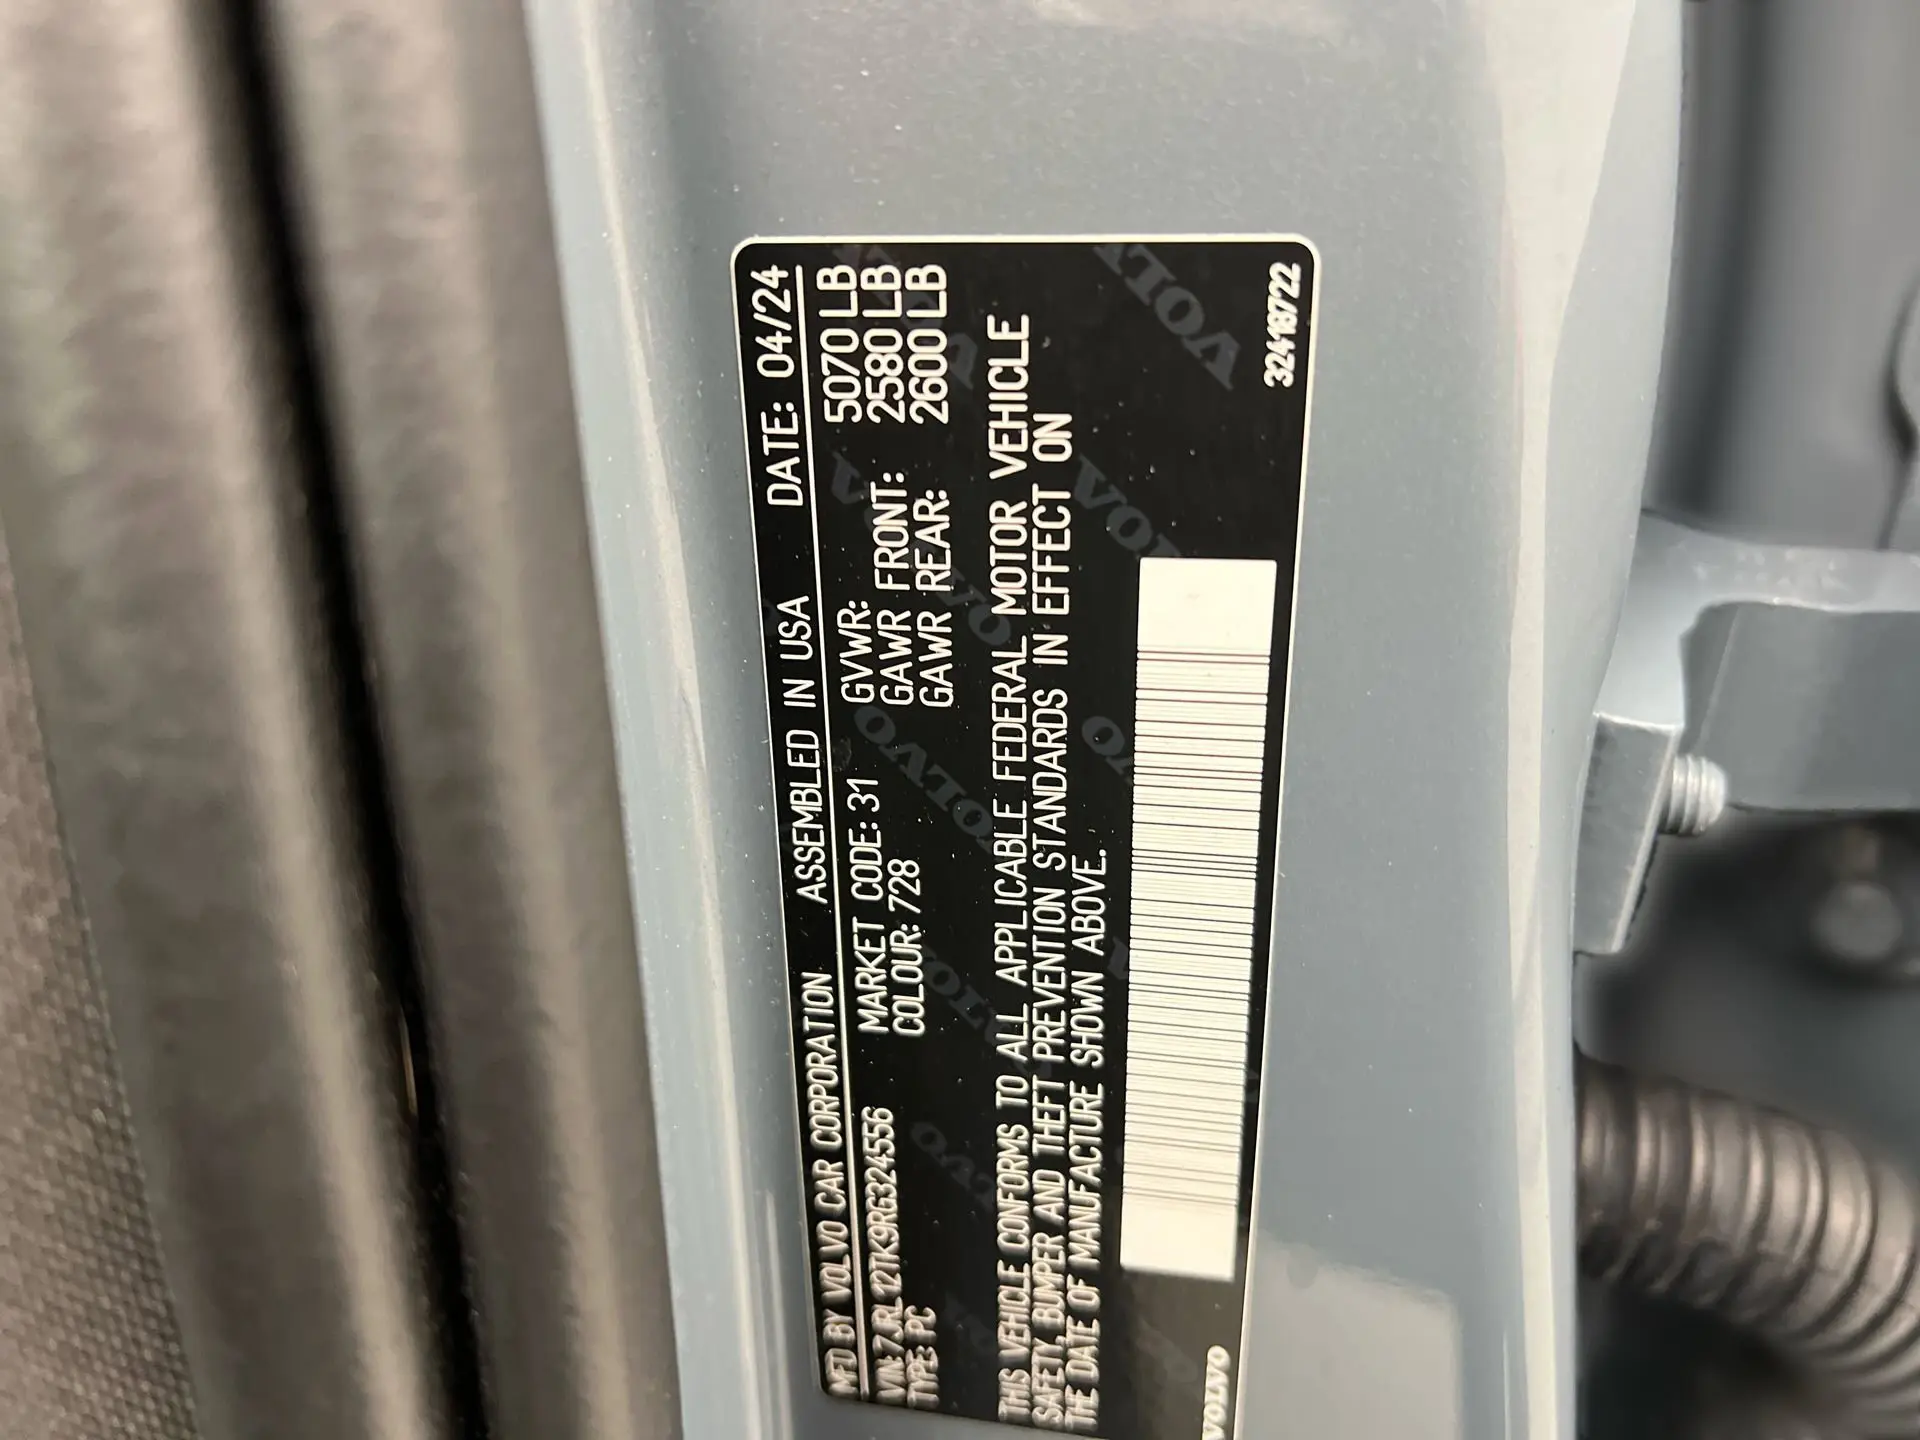 MFD BY VOLVO CAR CORPORATION ASSEMBLED IN USA DATE: 04/24
VIN: 7JRL12TK9RG324556 MARKET CODE: 31 GVWR: 5070 LB
TYPE: PC COLOUR: 728 GAWR FRONT: 2580 LB
GAWR REAR: 2600 LB
THIS VEHICLE CONFORMS TO ALL APPLICABLE FEDERAL MOTOR VEHICLE
SAFETY, BUMPER AND THEFT PREVENTION STANDARDS IN EFFECT ON
THE DATE OF MANUFACTURE SHOWN ABOVE.
VOLVO 32418722